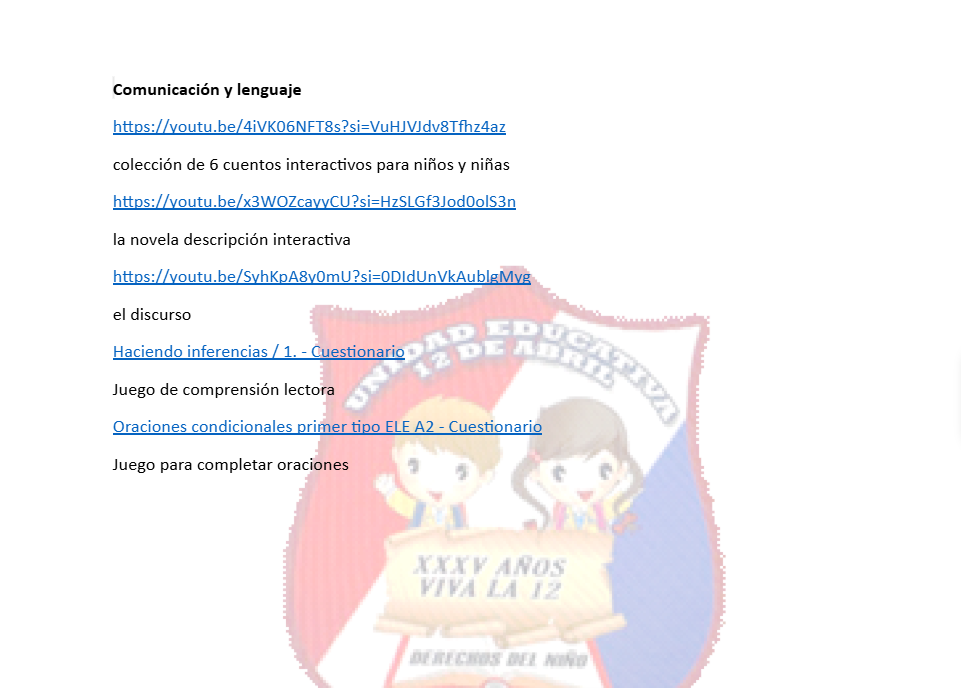 Comunicación y lenguaje
https://youtu.be/4iVK06NFT8s?si=VuHJVJdv8Tfhz4az
colección de 6 cuentos interactivos para niños y niñas
https://youtu.be/x3WOZcayyCU?si=HzSLGf3Jod0olS3n
la novela descripción interactiva
https://youtu.be/SyhKpA8y0mU?si=0DIdUnVkAublgMyg
el discurso
Haciendo inferencias / 1. - Cuestionario
Juego de comprensión lectora
Oraciones condicionales primer tipo ELE A2 - Cuestionario
Juego para completar oraciones
UNIDAD EDUCATIVA
12 DE ABRIL
XXXV AÑOS
VIVA LA 12
DERECHOS DEL NIÑO